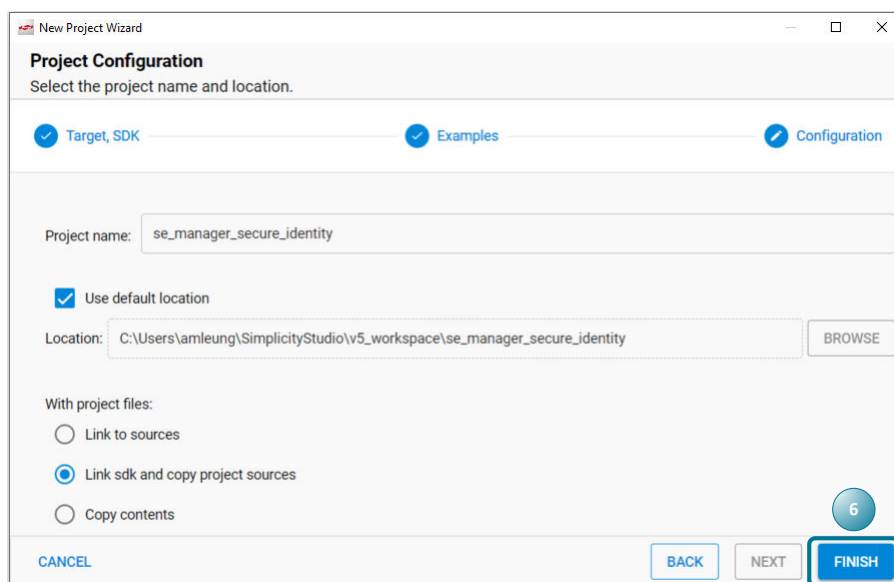 New Project Wizard
Project Configuration
Select the project name and location.
Target, SDK
Examples
Configuration
Project name: se_manager_secure_identity
Use default location
Location: C:\Users\amleung\SimplicityStudio\v5_workspace\se_manager_secure_identity BROWSE
With project files:
Link to sources
Link sdk and copy project sources
Copy contents
6
CANCEL BACK NEXT FINISH